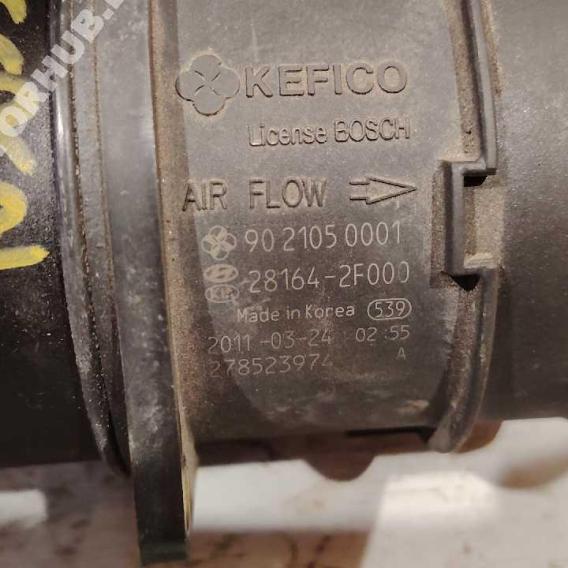 KEFICO
License BOSCH
AIR FLOW
90 2105 0001
28164-2F000
KIA
Made in Korea 539
2011-03-24 02:55
278523974 A